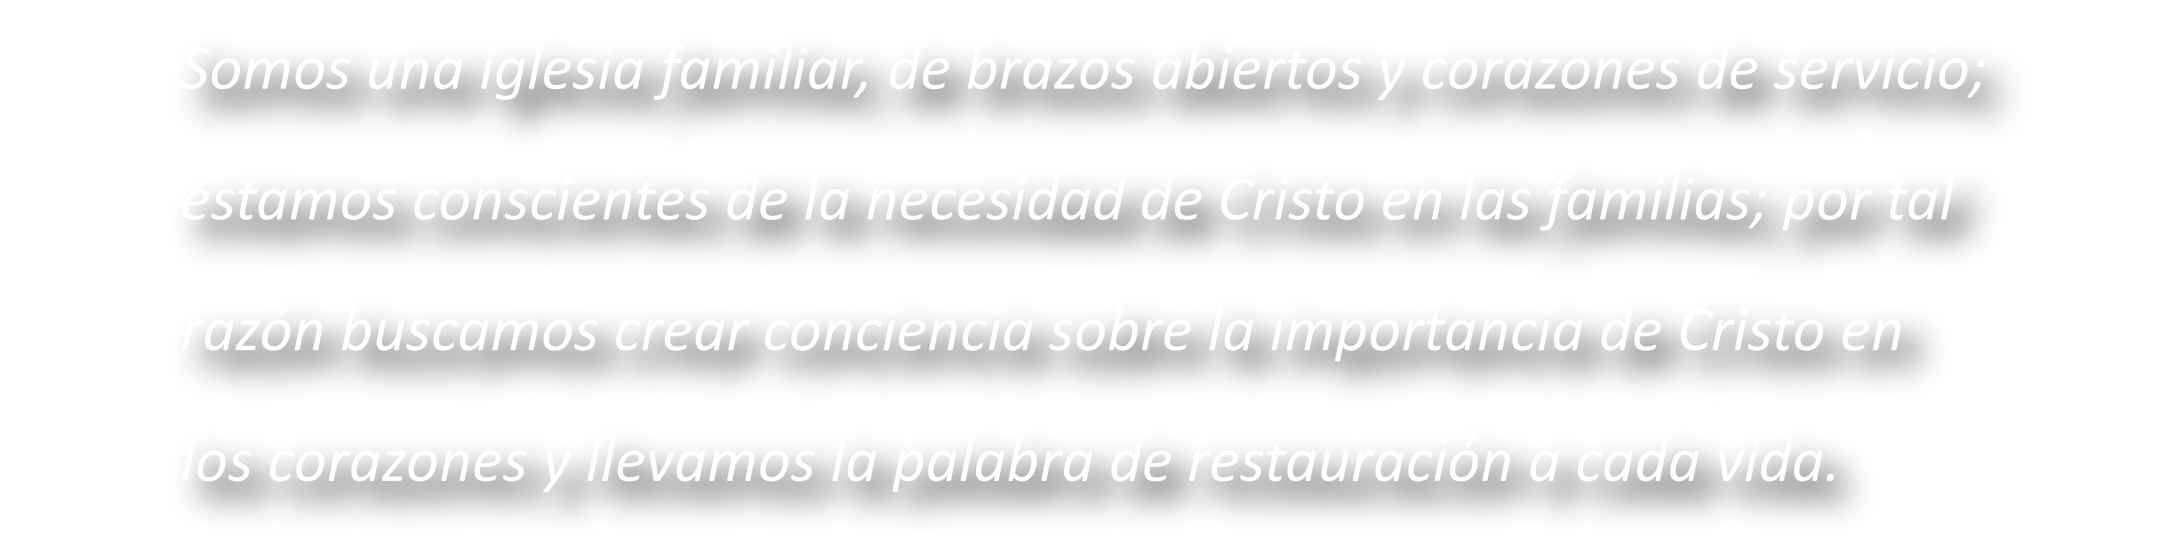 Somos una iglesia familiar, de brazos abiertos y corazones de servicio;
estamos conscientes de la necesidad de Cristo en las familias; por tal
razón buscamos crear conciencia sobre la importancia de Cristo en
los corazones y llevamos la palabra de restauración a cada vida.